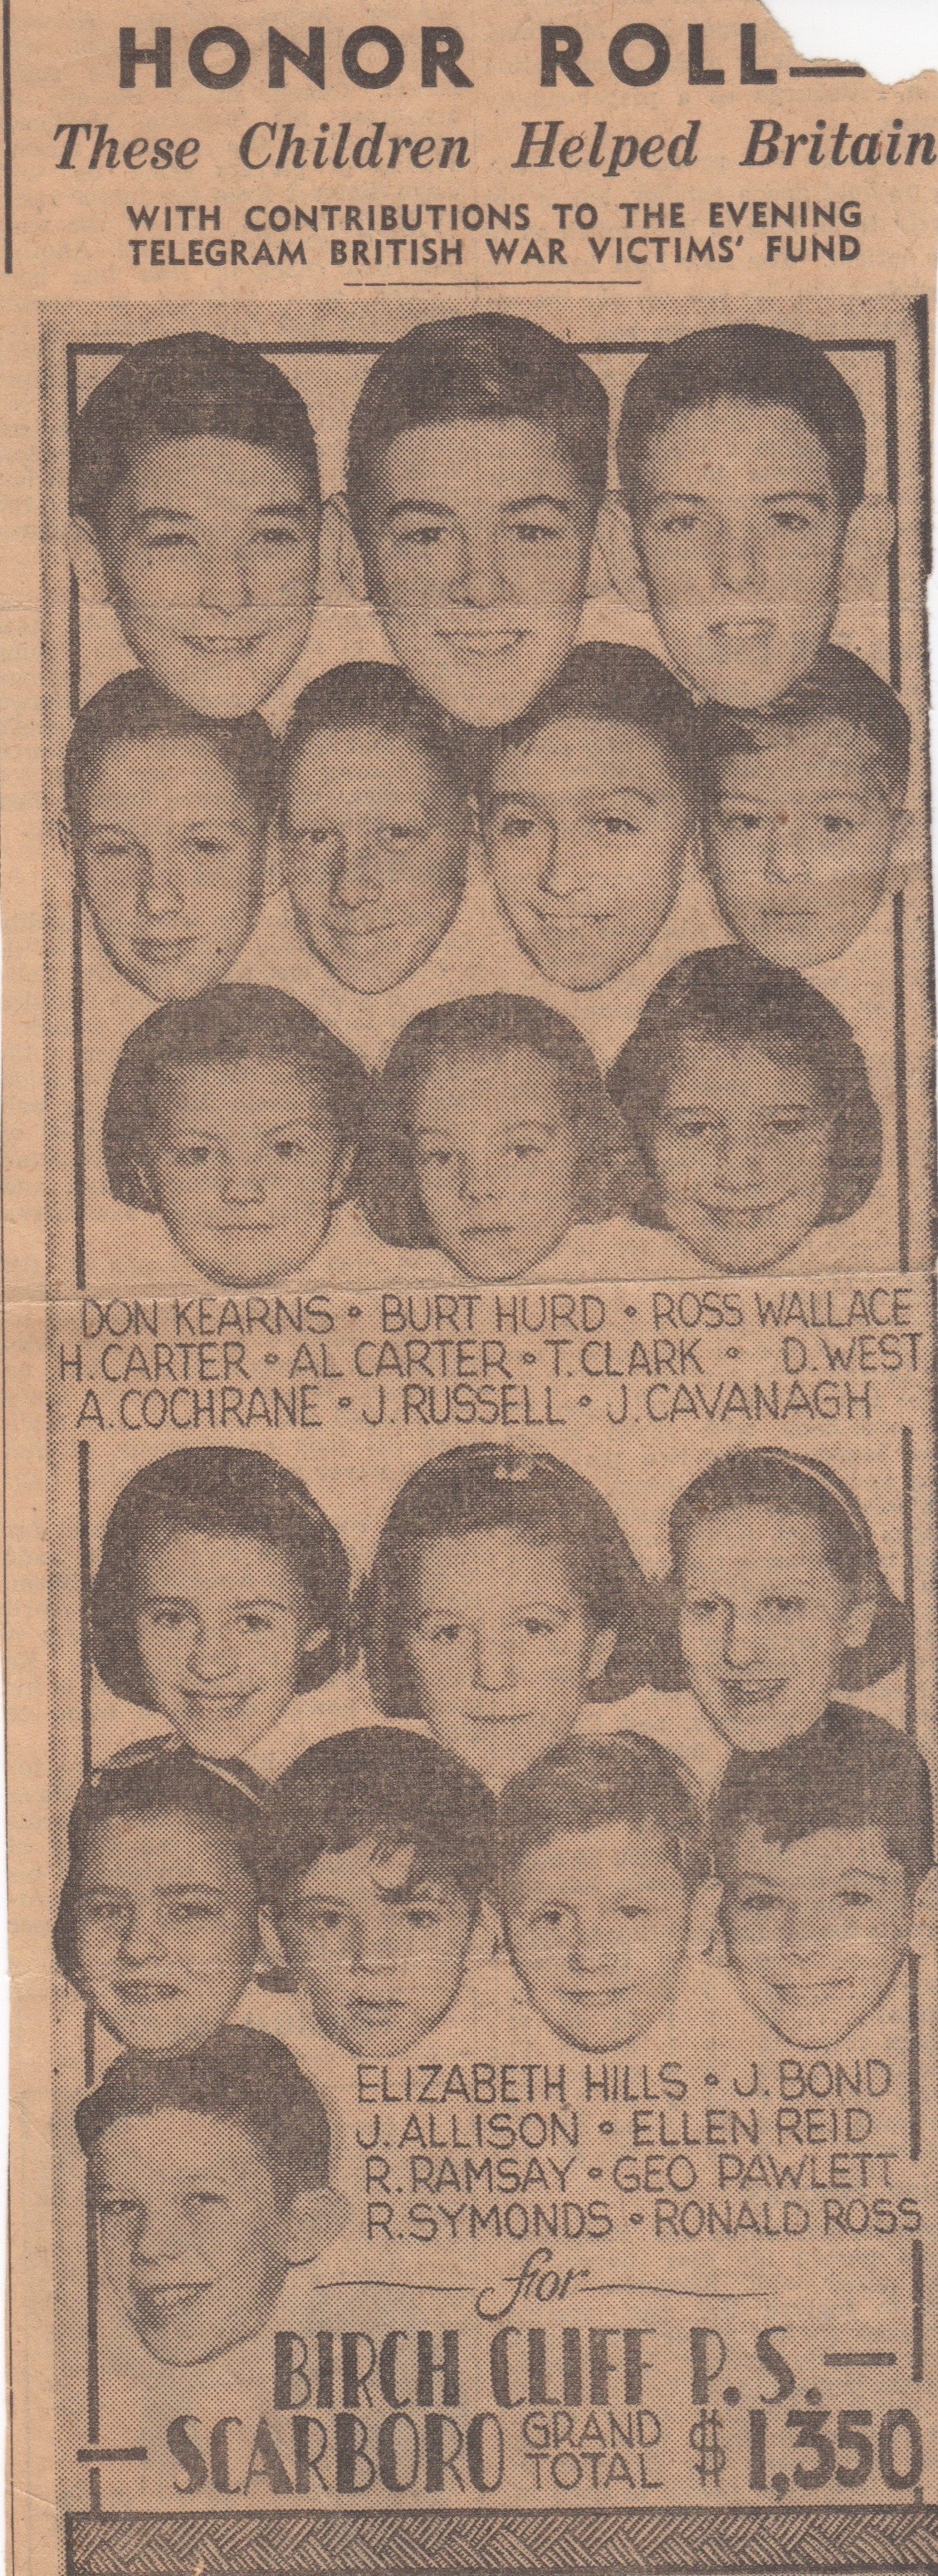 HONOR ROLL—
These Children Helped Britain
WITH CONTRIBUTIONS TO THE EVENING
TELEGRAM BRITISH WAR VICTIMS' FUND
DON KEARNS • BURT HURD • ROSS WALLACE
H. CARTER • AL CARTER • T. CLARK • D. WEST
A. COCHRANE • J. RUSSELL • J. CAVANAGH
ELIZABETH HILLS • J. BOND
J. ALLISON • ELLEN REID
R. RAMSAY • GEO PAWLETT
R. SYMONDS • RONALD ROSS
for
BIRCH CLIFF P. S. —
— SCARBORO GRAND TOTAL $1,350